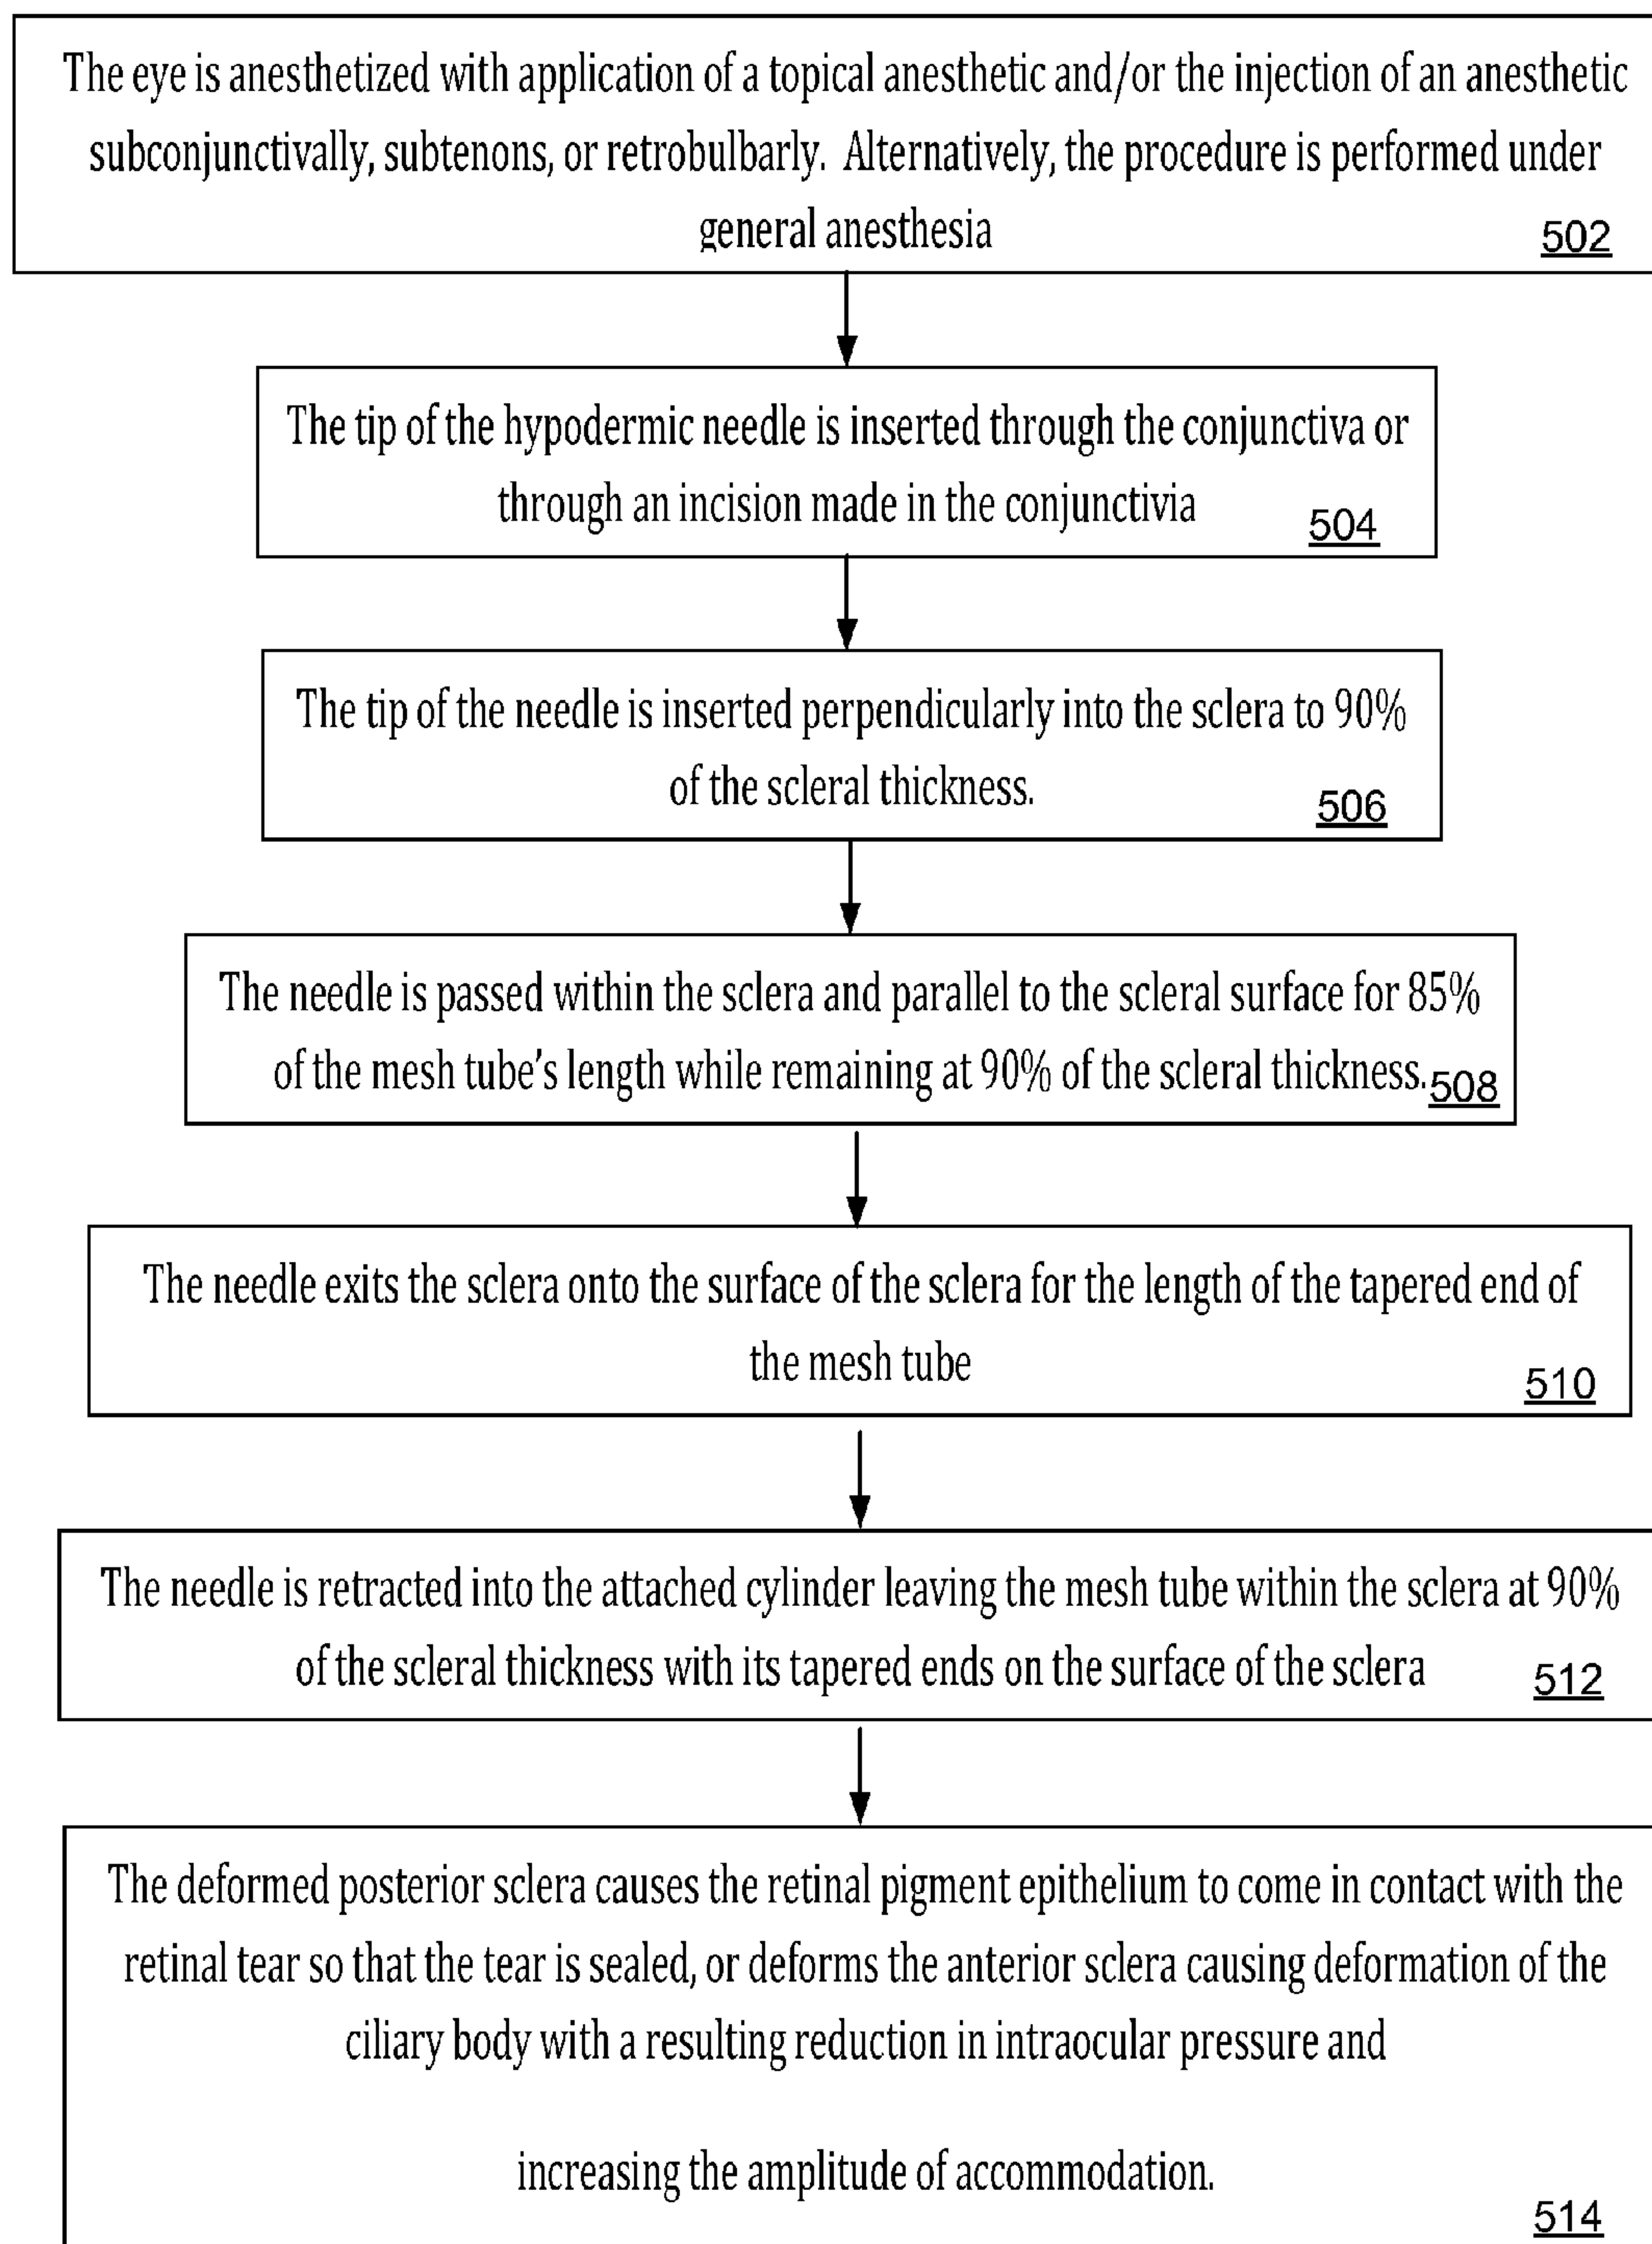 The eye is anesthetized with application of a topical anesthetic and/or the injection of an anesthetic
subconjunctivally, subtenons, or retrobulbarly. Alternatively, the procedure is performed under
general anesthesia
502
The tip of the hypodermic needle is inserted through the conjunctiva or
through an incision made in the conjunctivia
504
The tip of the needle is inserted perpendicularly into the sclera to 90%
of the scleral thickness.
506
The needle is passed within the sclera and parallel to the scleral surface for 85%
of the mesh tube’s length while remaining at 90% of the scleral thickness.
508
The needle exits the sclera onto the surface of the sclera for the length of the tapered end of
the mesh tube
510
The needle is retracted into the attached cylinder leaving the mesh tube within the sclera at 90%
of the scleral thickness with its tapered ends on the surface of the sclera
512
The deformed posterior sclera causes the retinal pigment epithelium to come in contact with the
retinal tear so that the tear is sealed, or deforms the anterior sclera causing deformation of the
ciliary body with a resulting reduction in intraocular pressure and
increasing the amplitude of accommodation.
514